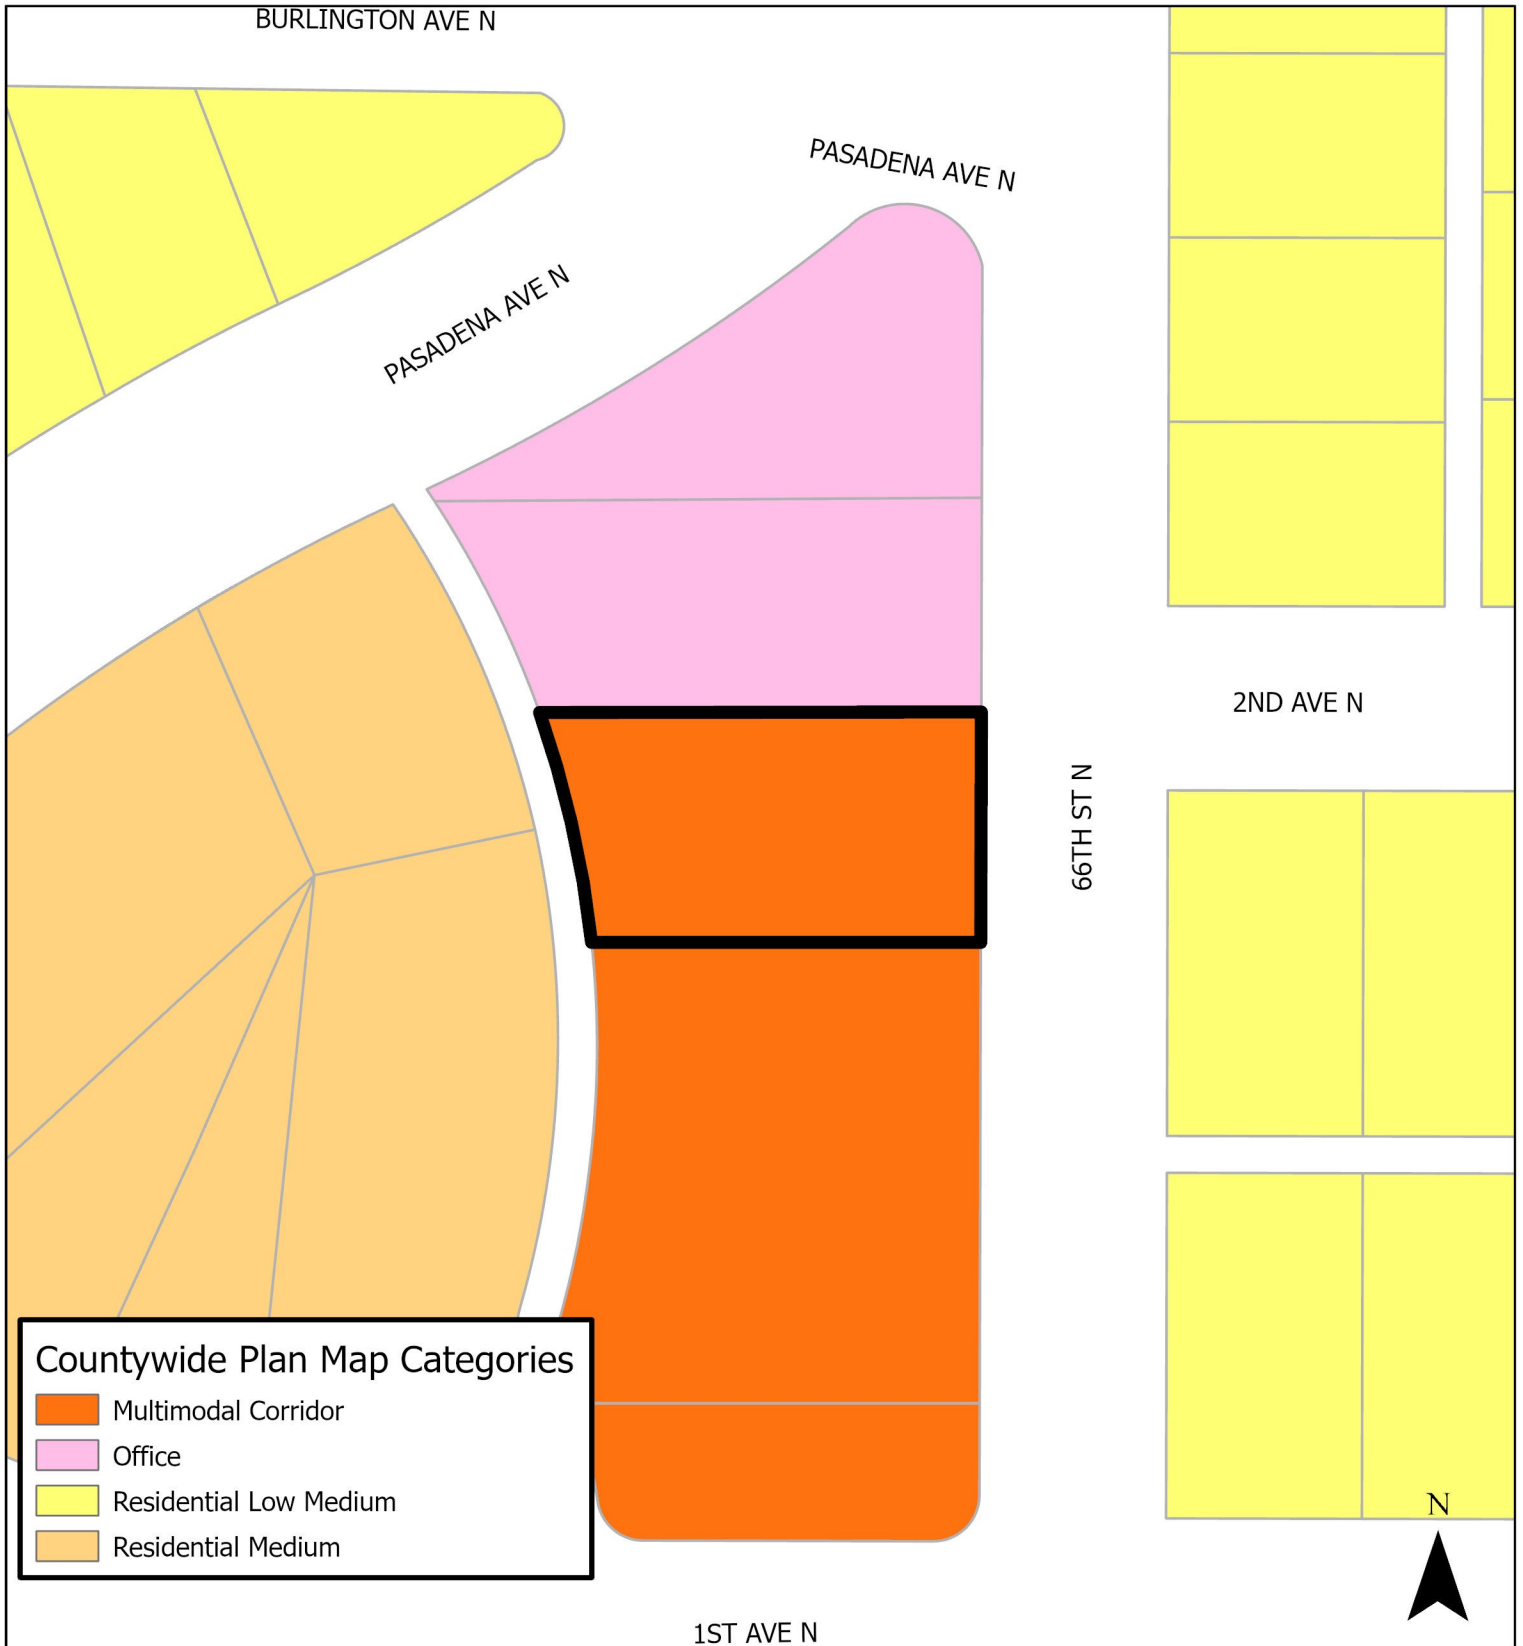 BURLINGTON AVE N
PASADENA AVE N
PASADENA AVE N
2ND AVE N
66TH ST N
Countywide Plan Map Categories
Multimodal Corridor
Office
Residential Low Medium
Residential Medium
N
1ST AVE N